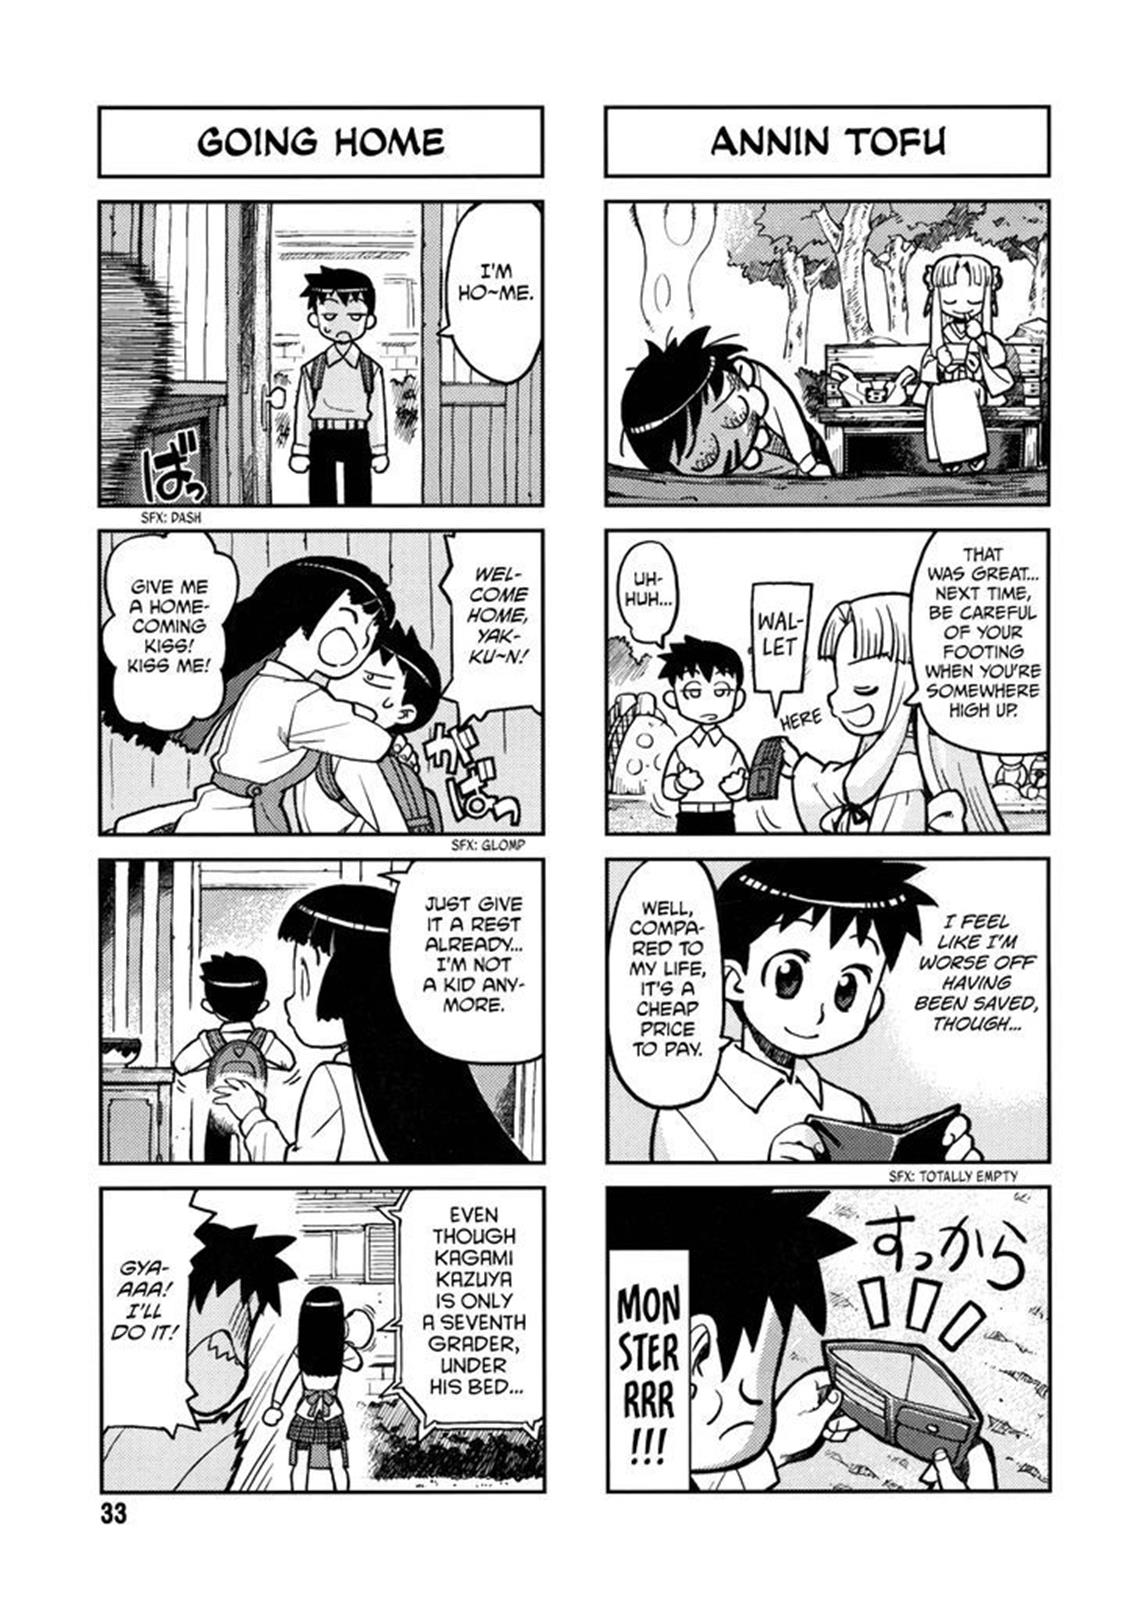 ANNIN TOFU
THAT
WAS GREAT...
NEXT TIME,
BE CAREFUL
OF YOUR
FOOTING
WHEN YOU'RE
SOMEWHERE
HIGH UP.
WAL-
LET
HERE
UH-
HUH...
I FEEL
LIKE I'M
WORSE OFF
HAVING
BEEN SAVED,
THOUGH...
WELL,
COMPA-
RED TO
MY LIFE,
IT'S A
CHEAP
PRICE
TO PAY.
SFX: TOTALLY EMPTY
すっから
MON
STER
RRR
!!!
GOING HOME
I'M
HO~ME.
ばっ
SFX: DASH
WEL-
COME
HOME,
YAK-
KU~N!
GIVE ME
A HOME-
COMING
KISS!
KISS ME!
がばっ
SFX: GLOMP
JUST GIVE
IT A REST
ALREADY...
I'M NOT
A KID ANY-
MORE.
EVEN
THOUGH
KAGAMI
KAZUYA
IS ONLY
A SEVENTH
GRADER,
UNDER
HIS BED...
GYA-
AAA!
I'LL
DO IT!
33